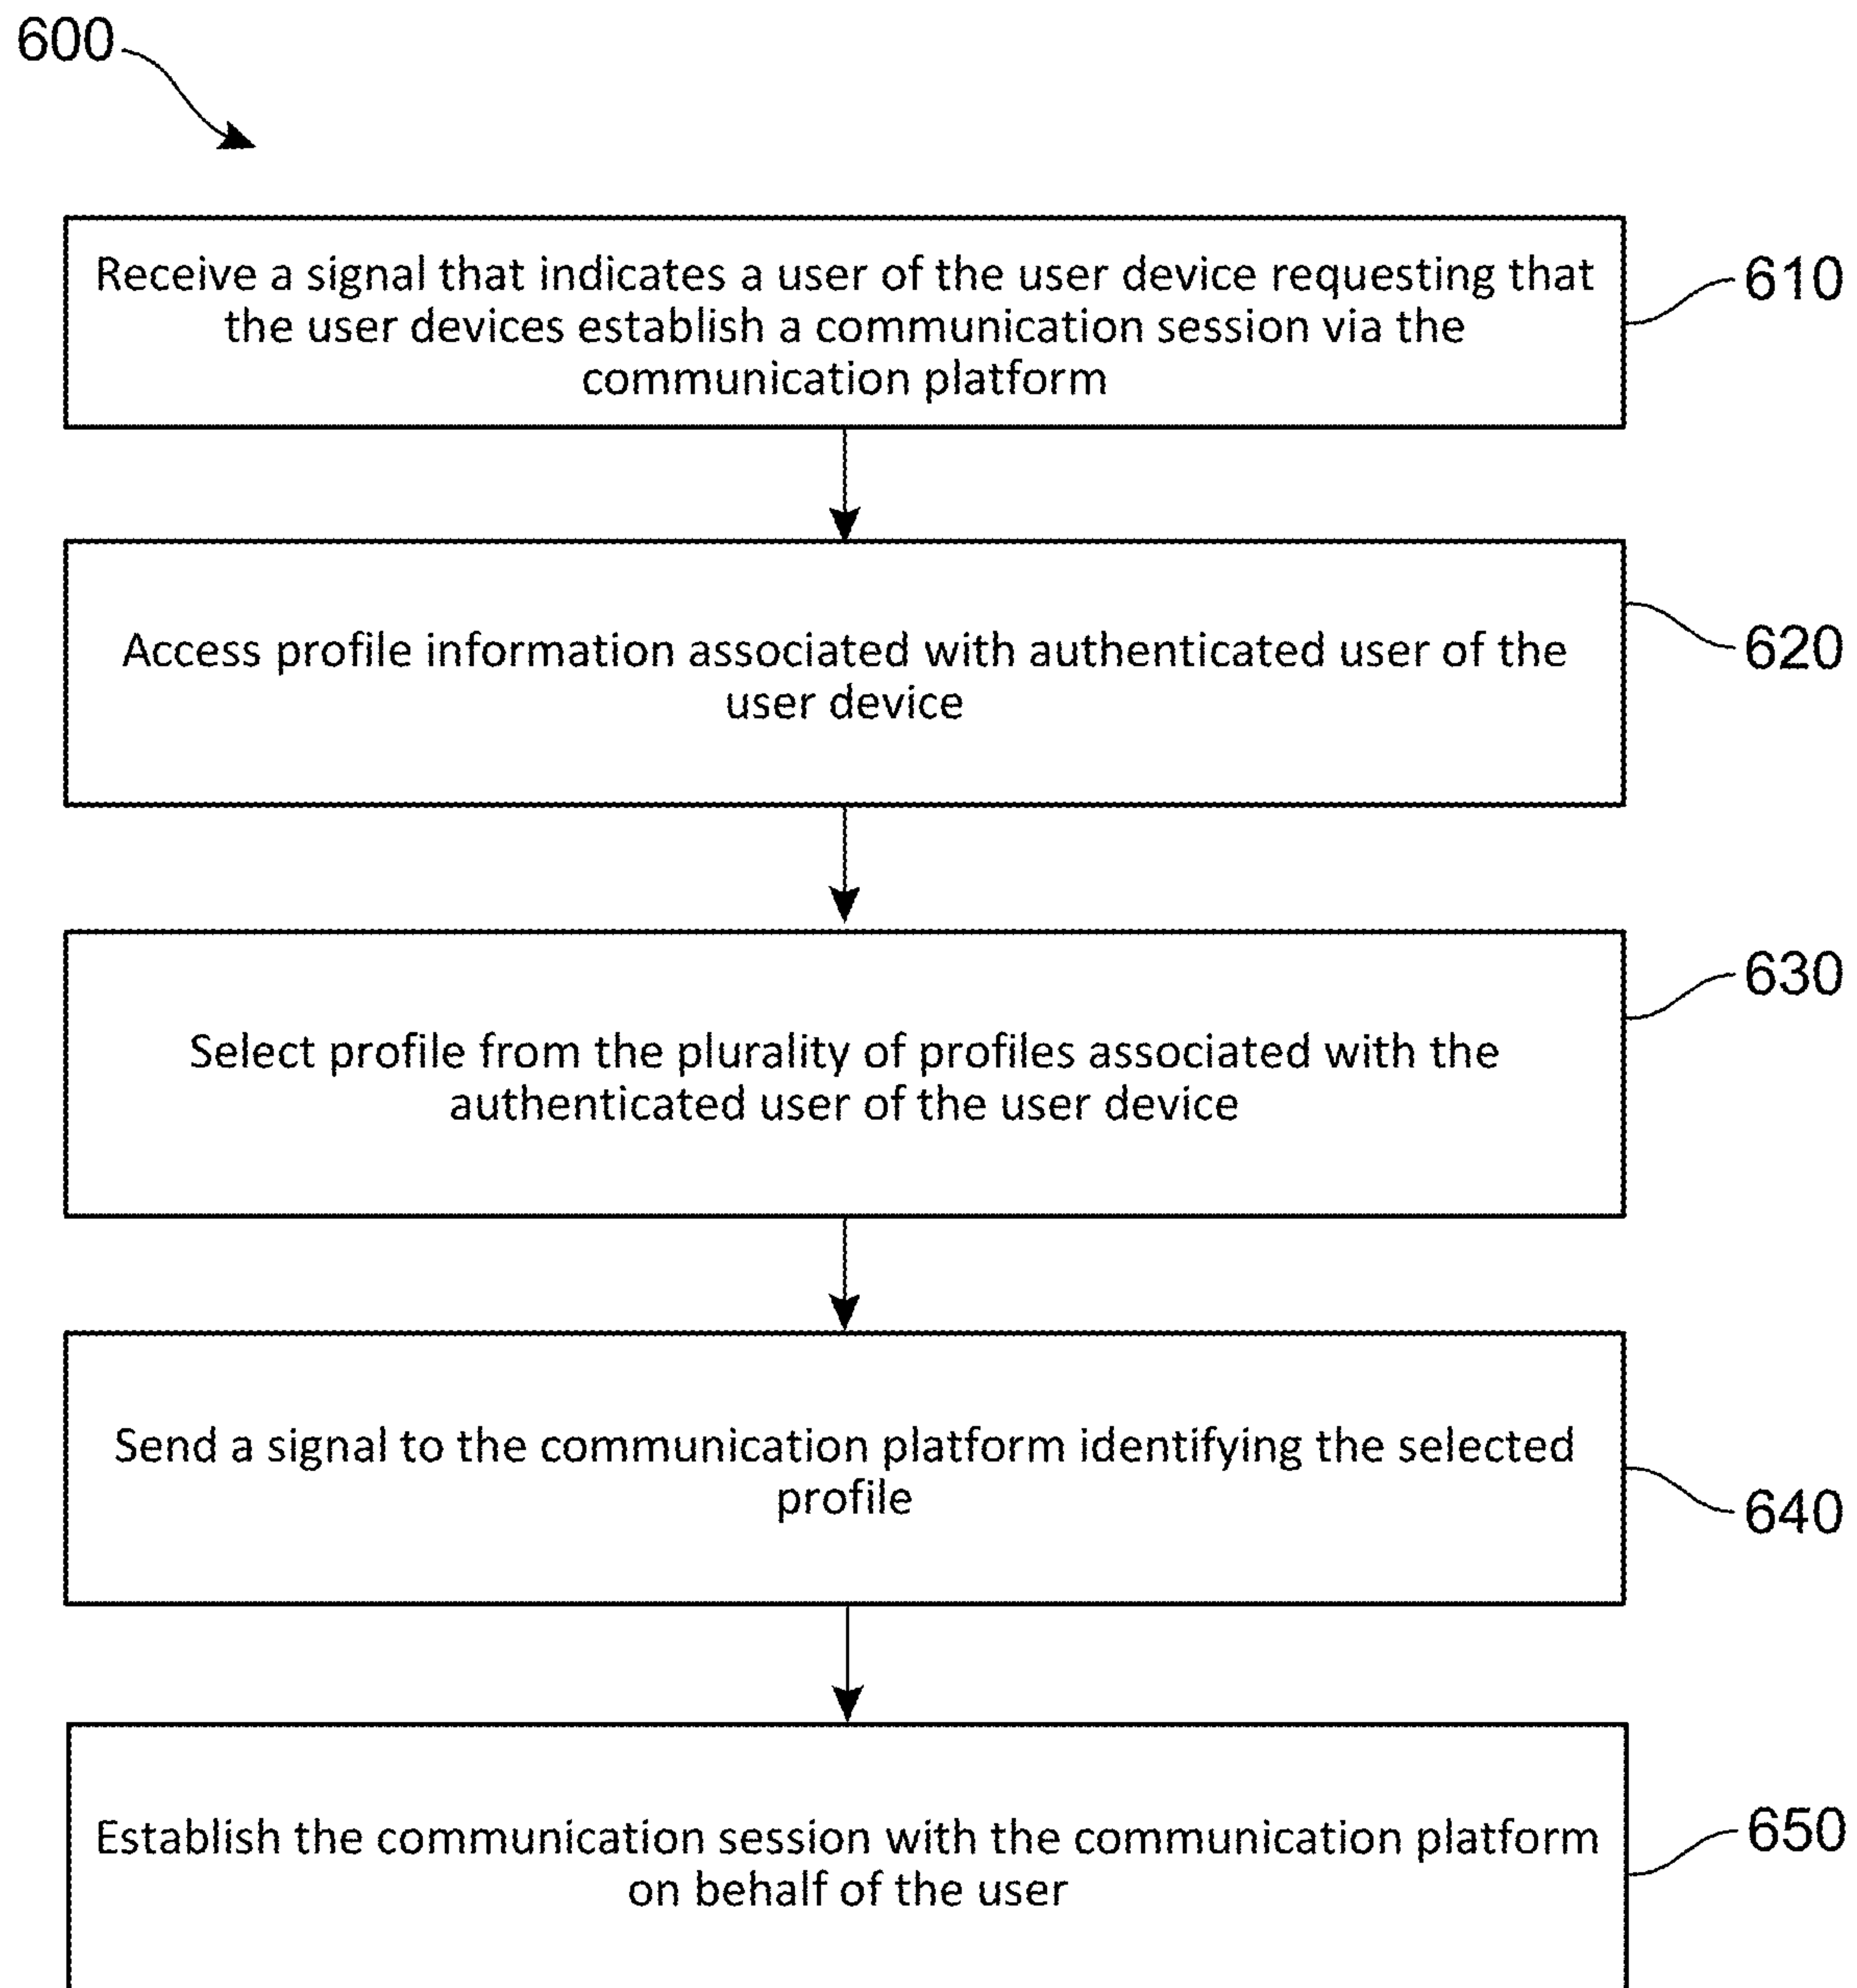 600
Receive a signal that indicates a user of the user device requesting that
the user devices establish a communication session via the
communication platform
610
Access profile information associated with authenticated user of the
user device
620
Select profile from the plurality of profiles associated with the
authenticated user of the user device
630
Send a signal to the communication platform identifying the selected
profile
640
Establish the communication session with the communication platform
on behalf of the user
650